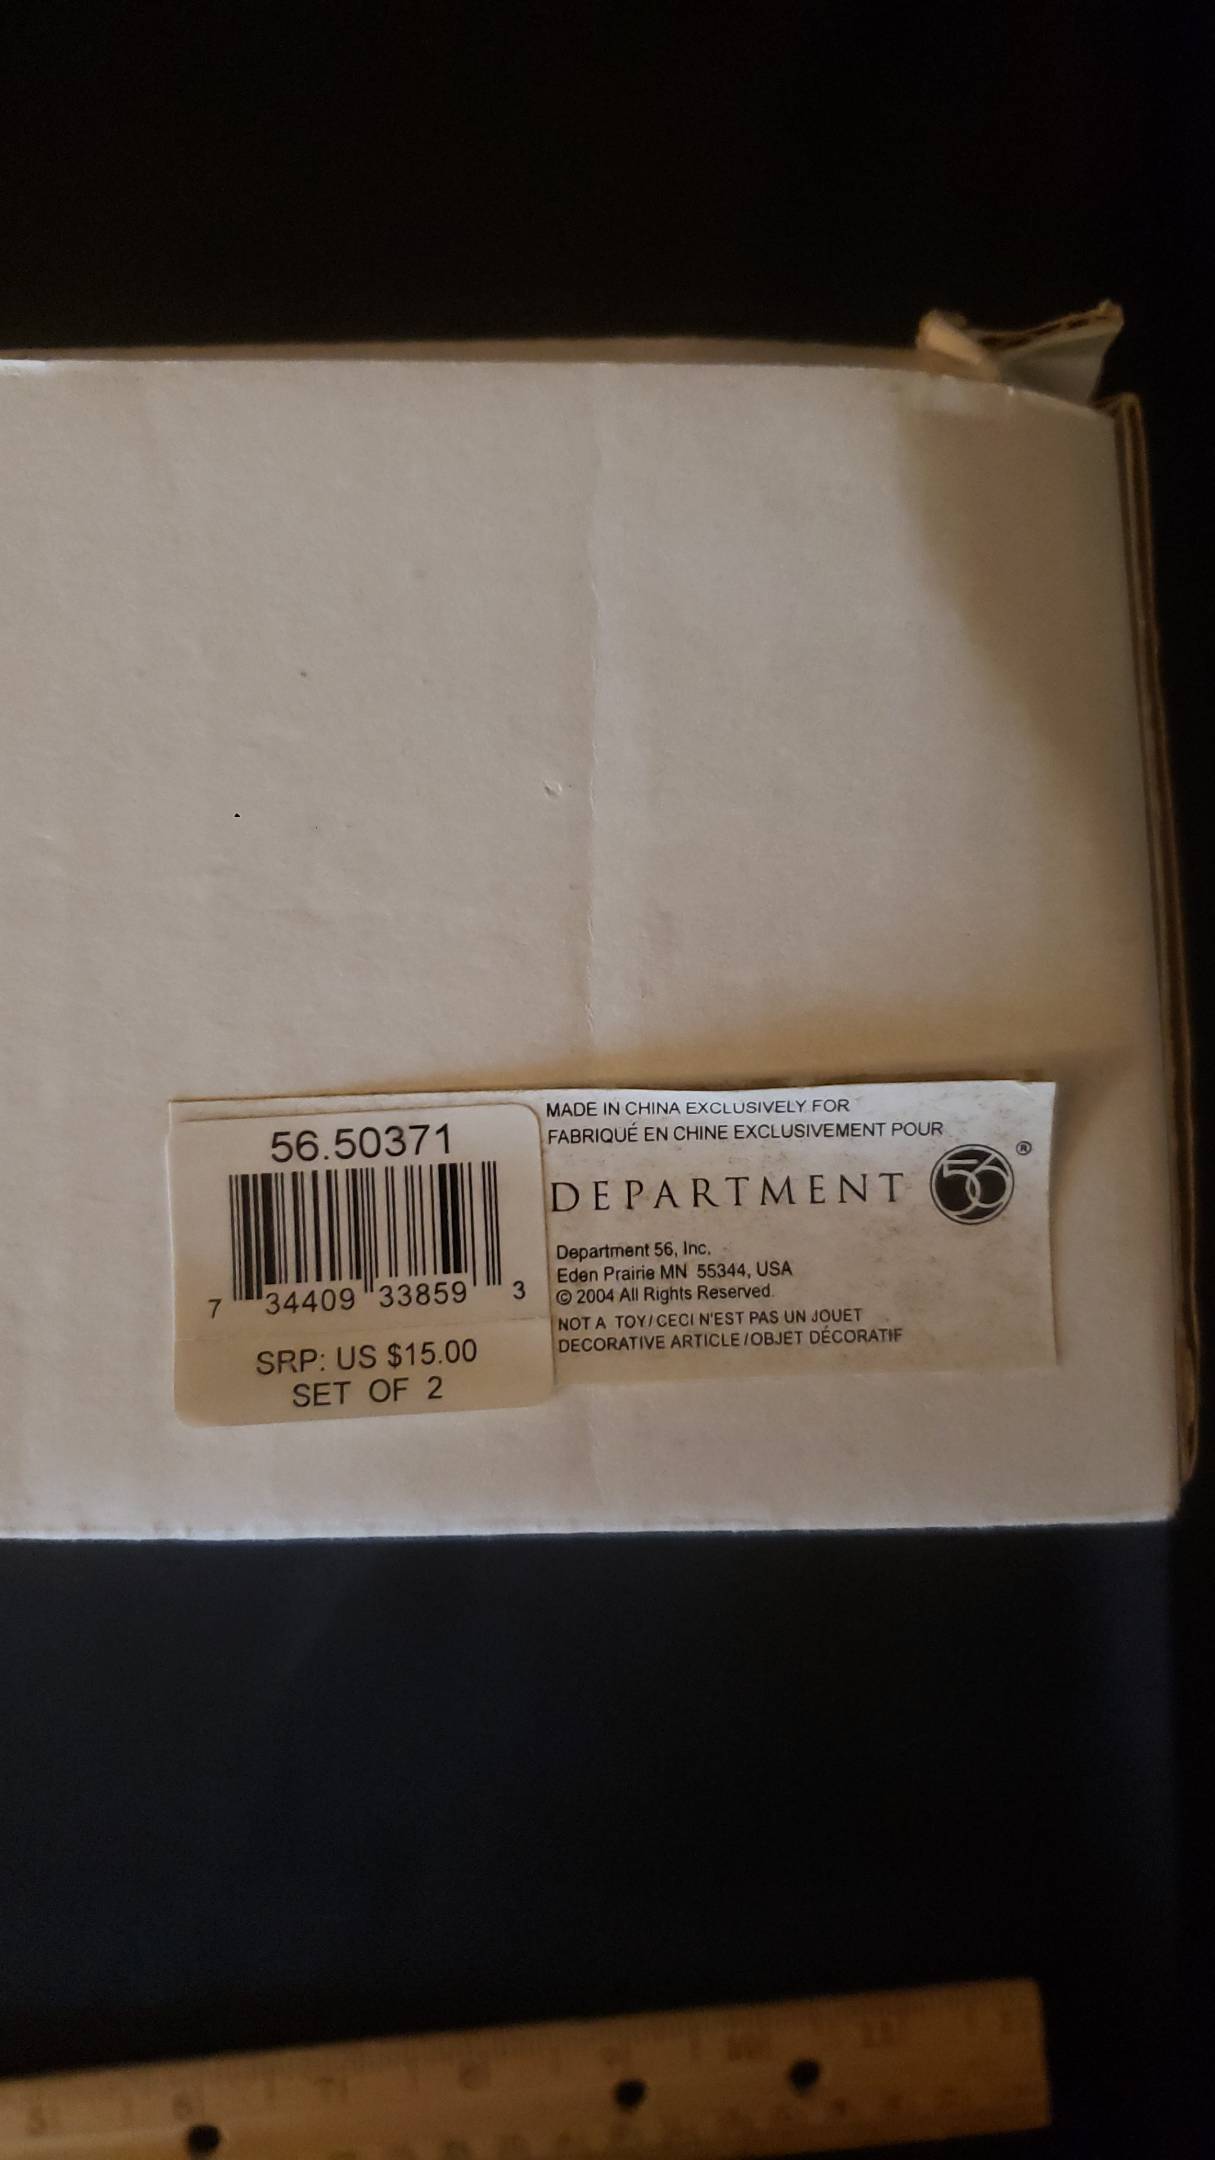 56.50371
7 34409 33859 3
SRP: US $15.00
SET OF 2
MADE IN CHINA EXCLUSIVELY FOR
FABRIQUÉ EN CHINE EXCLUSIVEMENT POUR
DEPARTMENT 56 ®
Department 56, Inc.
Eden Prairie MN 55344, USA
© 2004 All Rights Reserved.
NOT A TOY/CECI N'EST PAS UN JOUET
DECORATIVE ARTICLE/OBJET DÉCORATIF